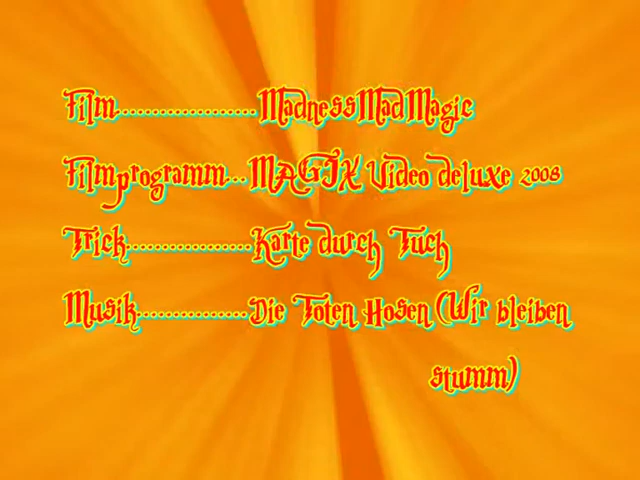 Film..................MadnessMadMagic
Filmprogramm...MAGIX Video deluxe 2008
Trick................Karte durch Tuch
Musik...............Die Toten Hosen(Wir bleiben
stumm)